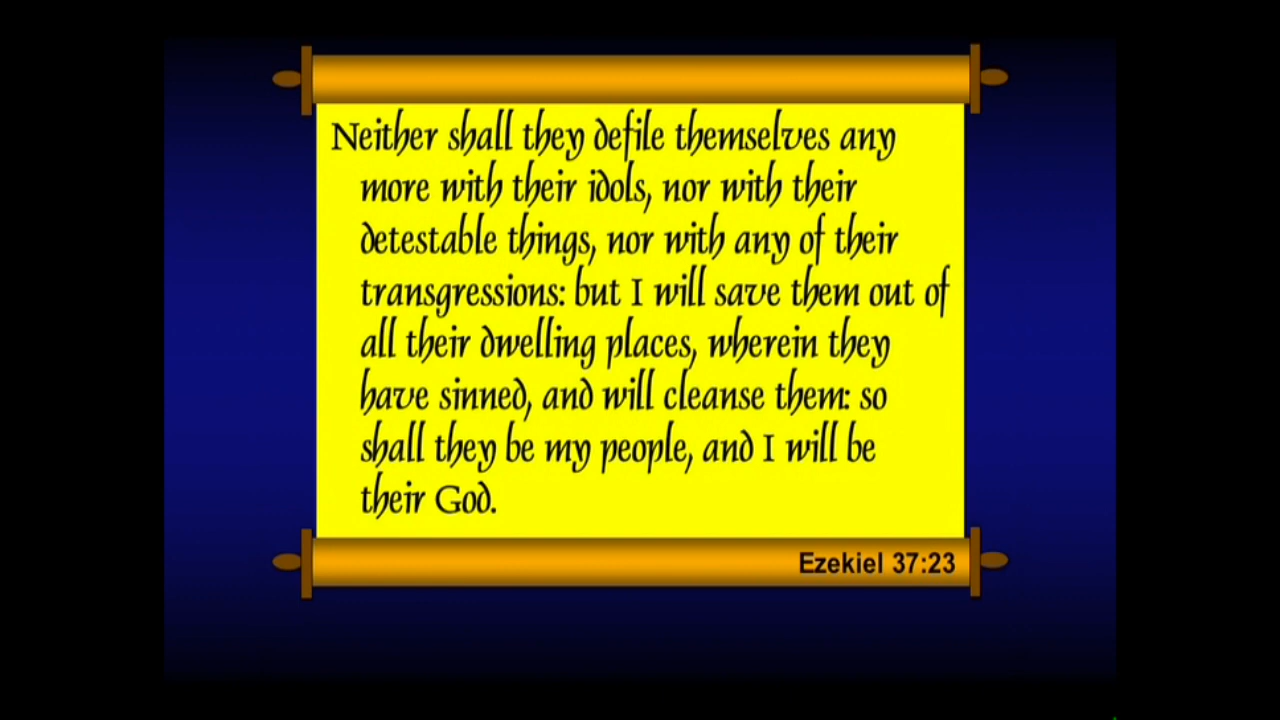 Neither shall they defile themselves any
more with their idols, nor with their
detestable things, nor with any of their
transgressions: but I will save them out of
all their dwelling places, wherein they
have sinned, and will cleanse them: so
shall they be my people, and I will be
their God.
Ezekiel 37:23